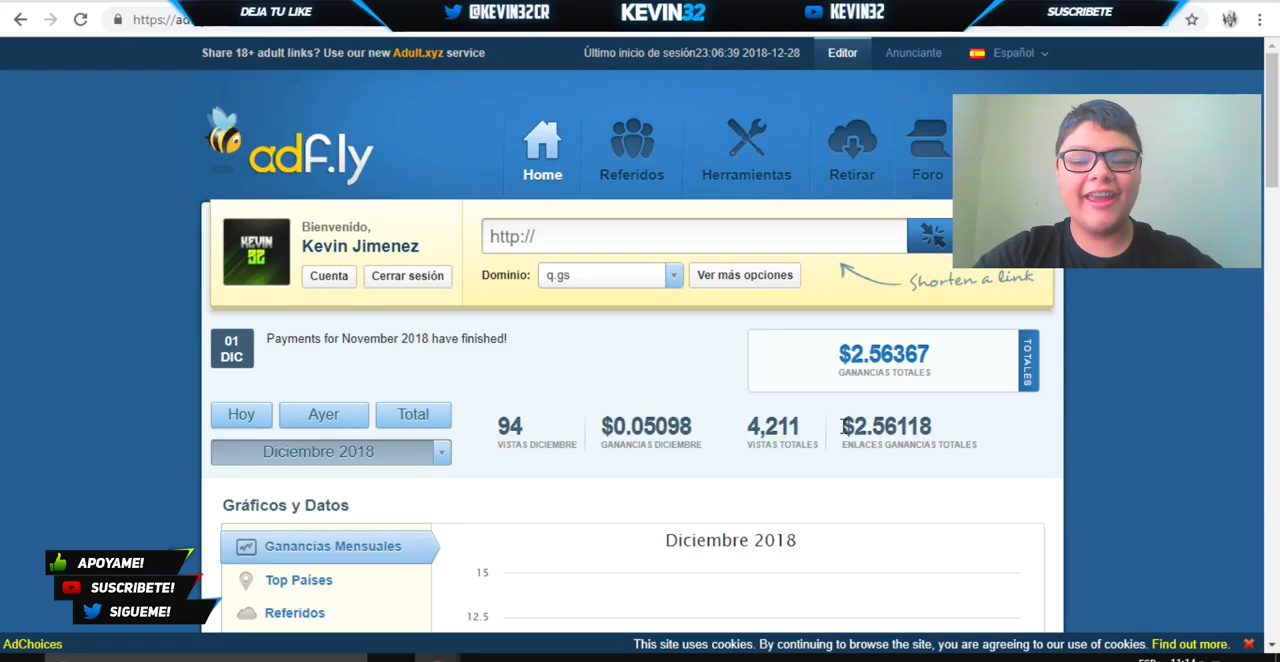 DEJA TU LIKE
@KEVIN32CR
KEVIN32
KEVIN32
SUSCRIBETE
https://ad
Share 18+ adult links? Use our new Adult.xyz service
Último inicio de sesión23:06:39 2018-12-28
Editor
Anunciante
Español
adf.ly
Home
Referidos
Herramientas
Retirar
Foro
KEVIN
32
Bienvenido,
Kevin Jimenez
Cuenta
Cerrar sesión
http://
Dominio:
q.gs
Ver más opciones
Shorten a link
01
DIC
Payments for November 2018 have finished!
$2.56367
GANANCIAS TOTALES
TOTALES
Hoy
Ayer
Total
Diciembre 2018
94
VISTAS DICIEMBRE
$0.05098
GANANCIAS DICIEMBRE
4,211
VISTAS TOTALES
$2.56118
ENLACES GANANCIAS TOTALES
Gráficos y Datos
Ganancias Mensuales
Top Países
Referidos
Diciembre 2018
15
12.5
APOYAME!
SUSCRIBETE!
SIGUEME!
AdChoices
This site uses cookies. By continuing to browse the site, you are agreeing to our use of cookies. Find out more.